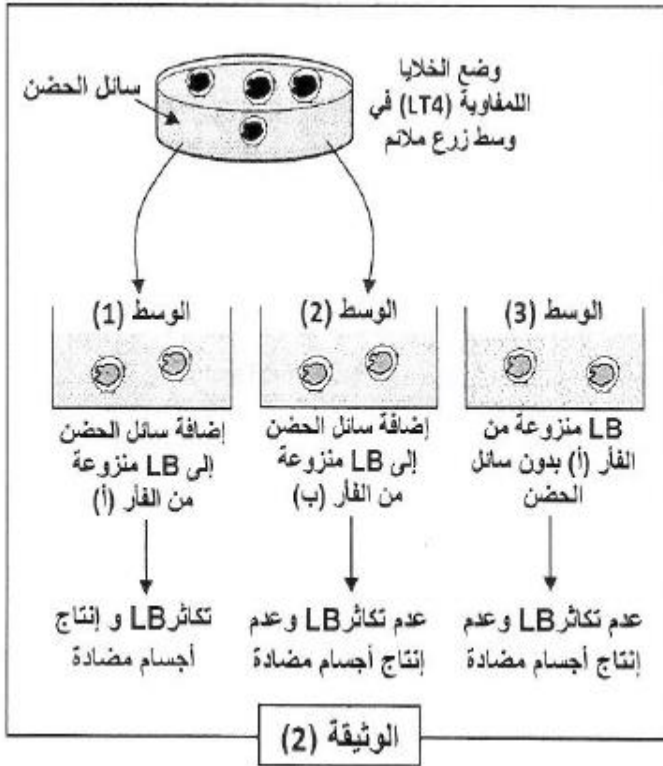 وضع الخلايا
اللمفاوية (LT4) في
وسط زرع ملائم
سائل الحضن
الوسط (1)
إضافة سائل الحضن
إلى LB منزوعة
من الفأر (أ)
تكاثر LB و إنتاج
أجسام مضادة
الوسط (2)
إضافة سائل الحضن
إلى LB منزوعة
من الفأر (ب)
عدم تكاثر LB وعدم
إنتاج أجسام مضادة
الوسط (3)
LB منزوعة من
الفأر (أ) بدون سائل
الحضن
عدم تكاثر LB وعدم
إنتاج أجسام مضادة
الوثيقة (2)